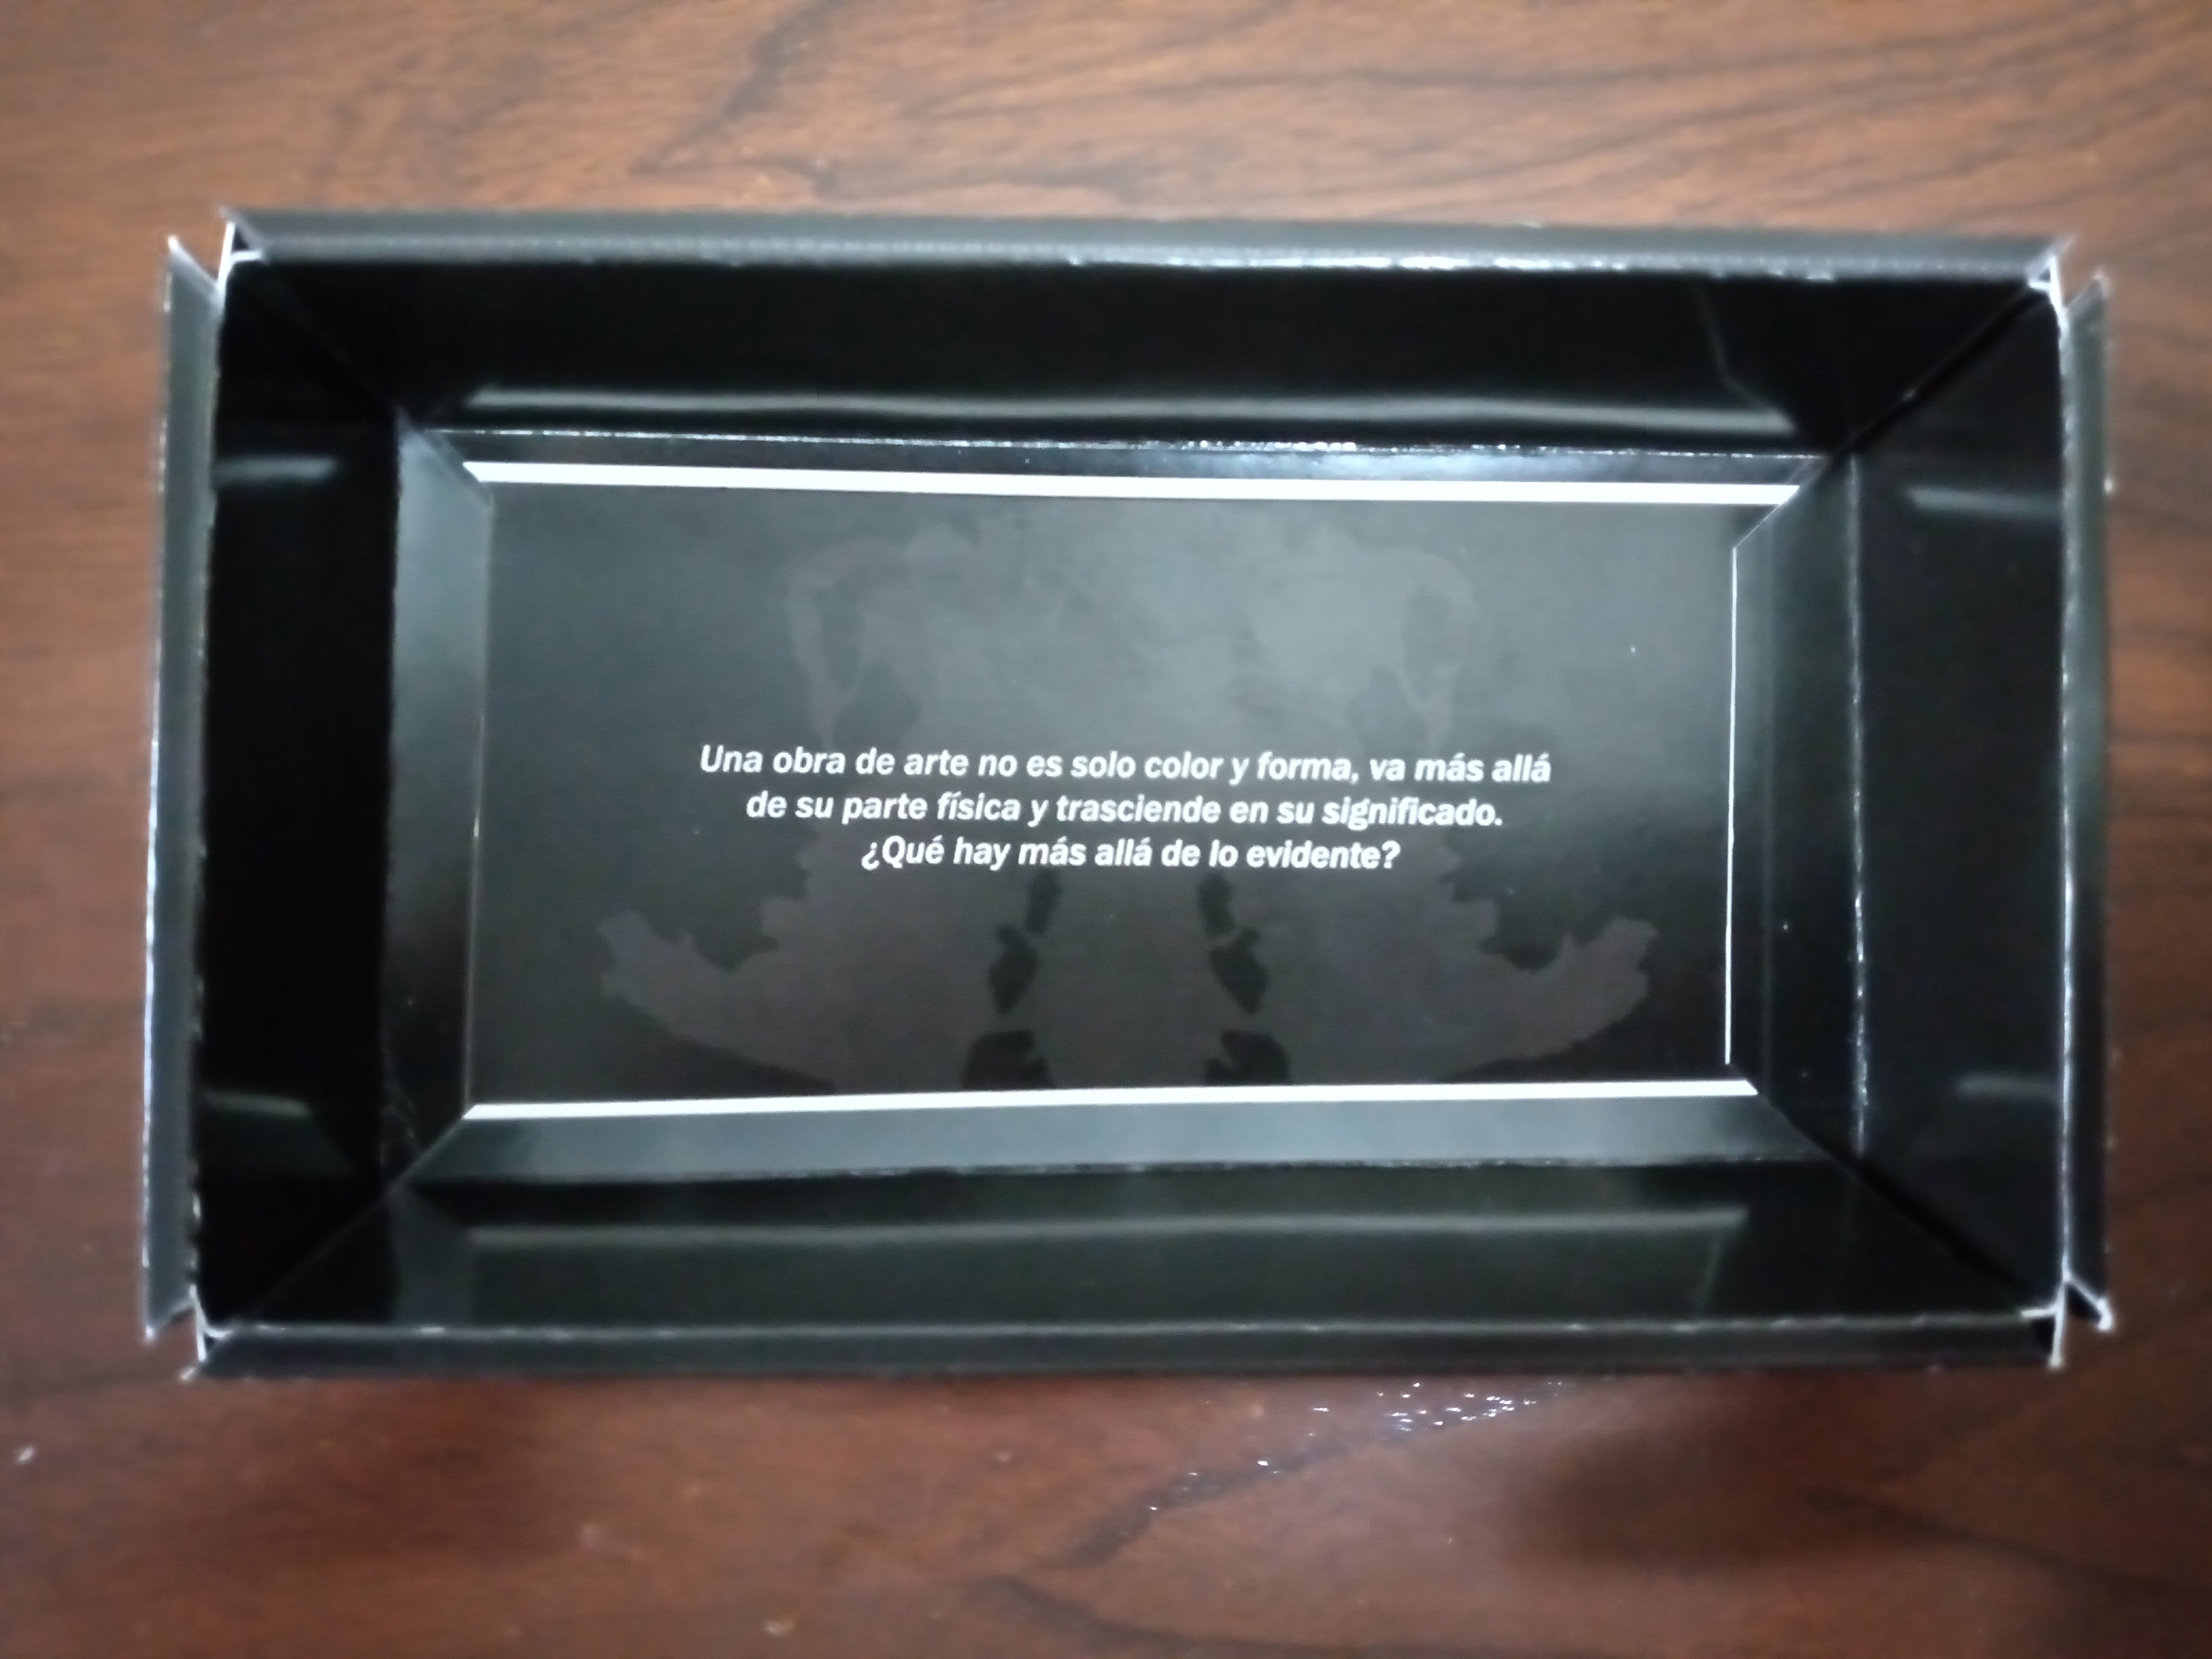 Una obra de arte no es solo color y forma, va más allá
de su parte física y trasciende en su significado.
¿Qué hay más allá de lo evidente?